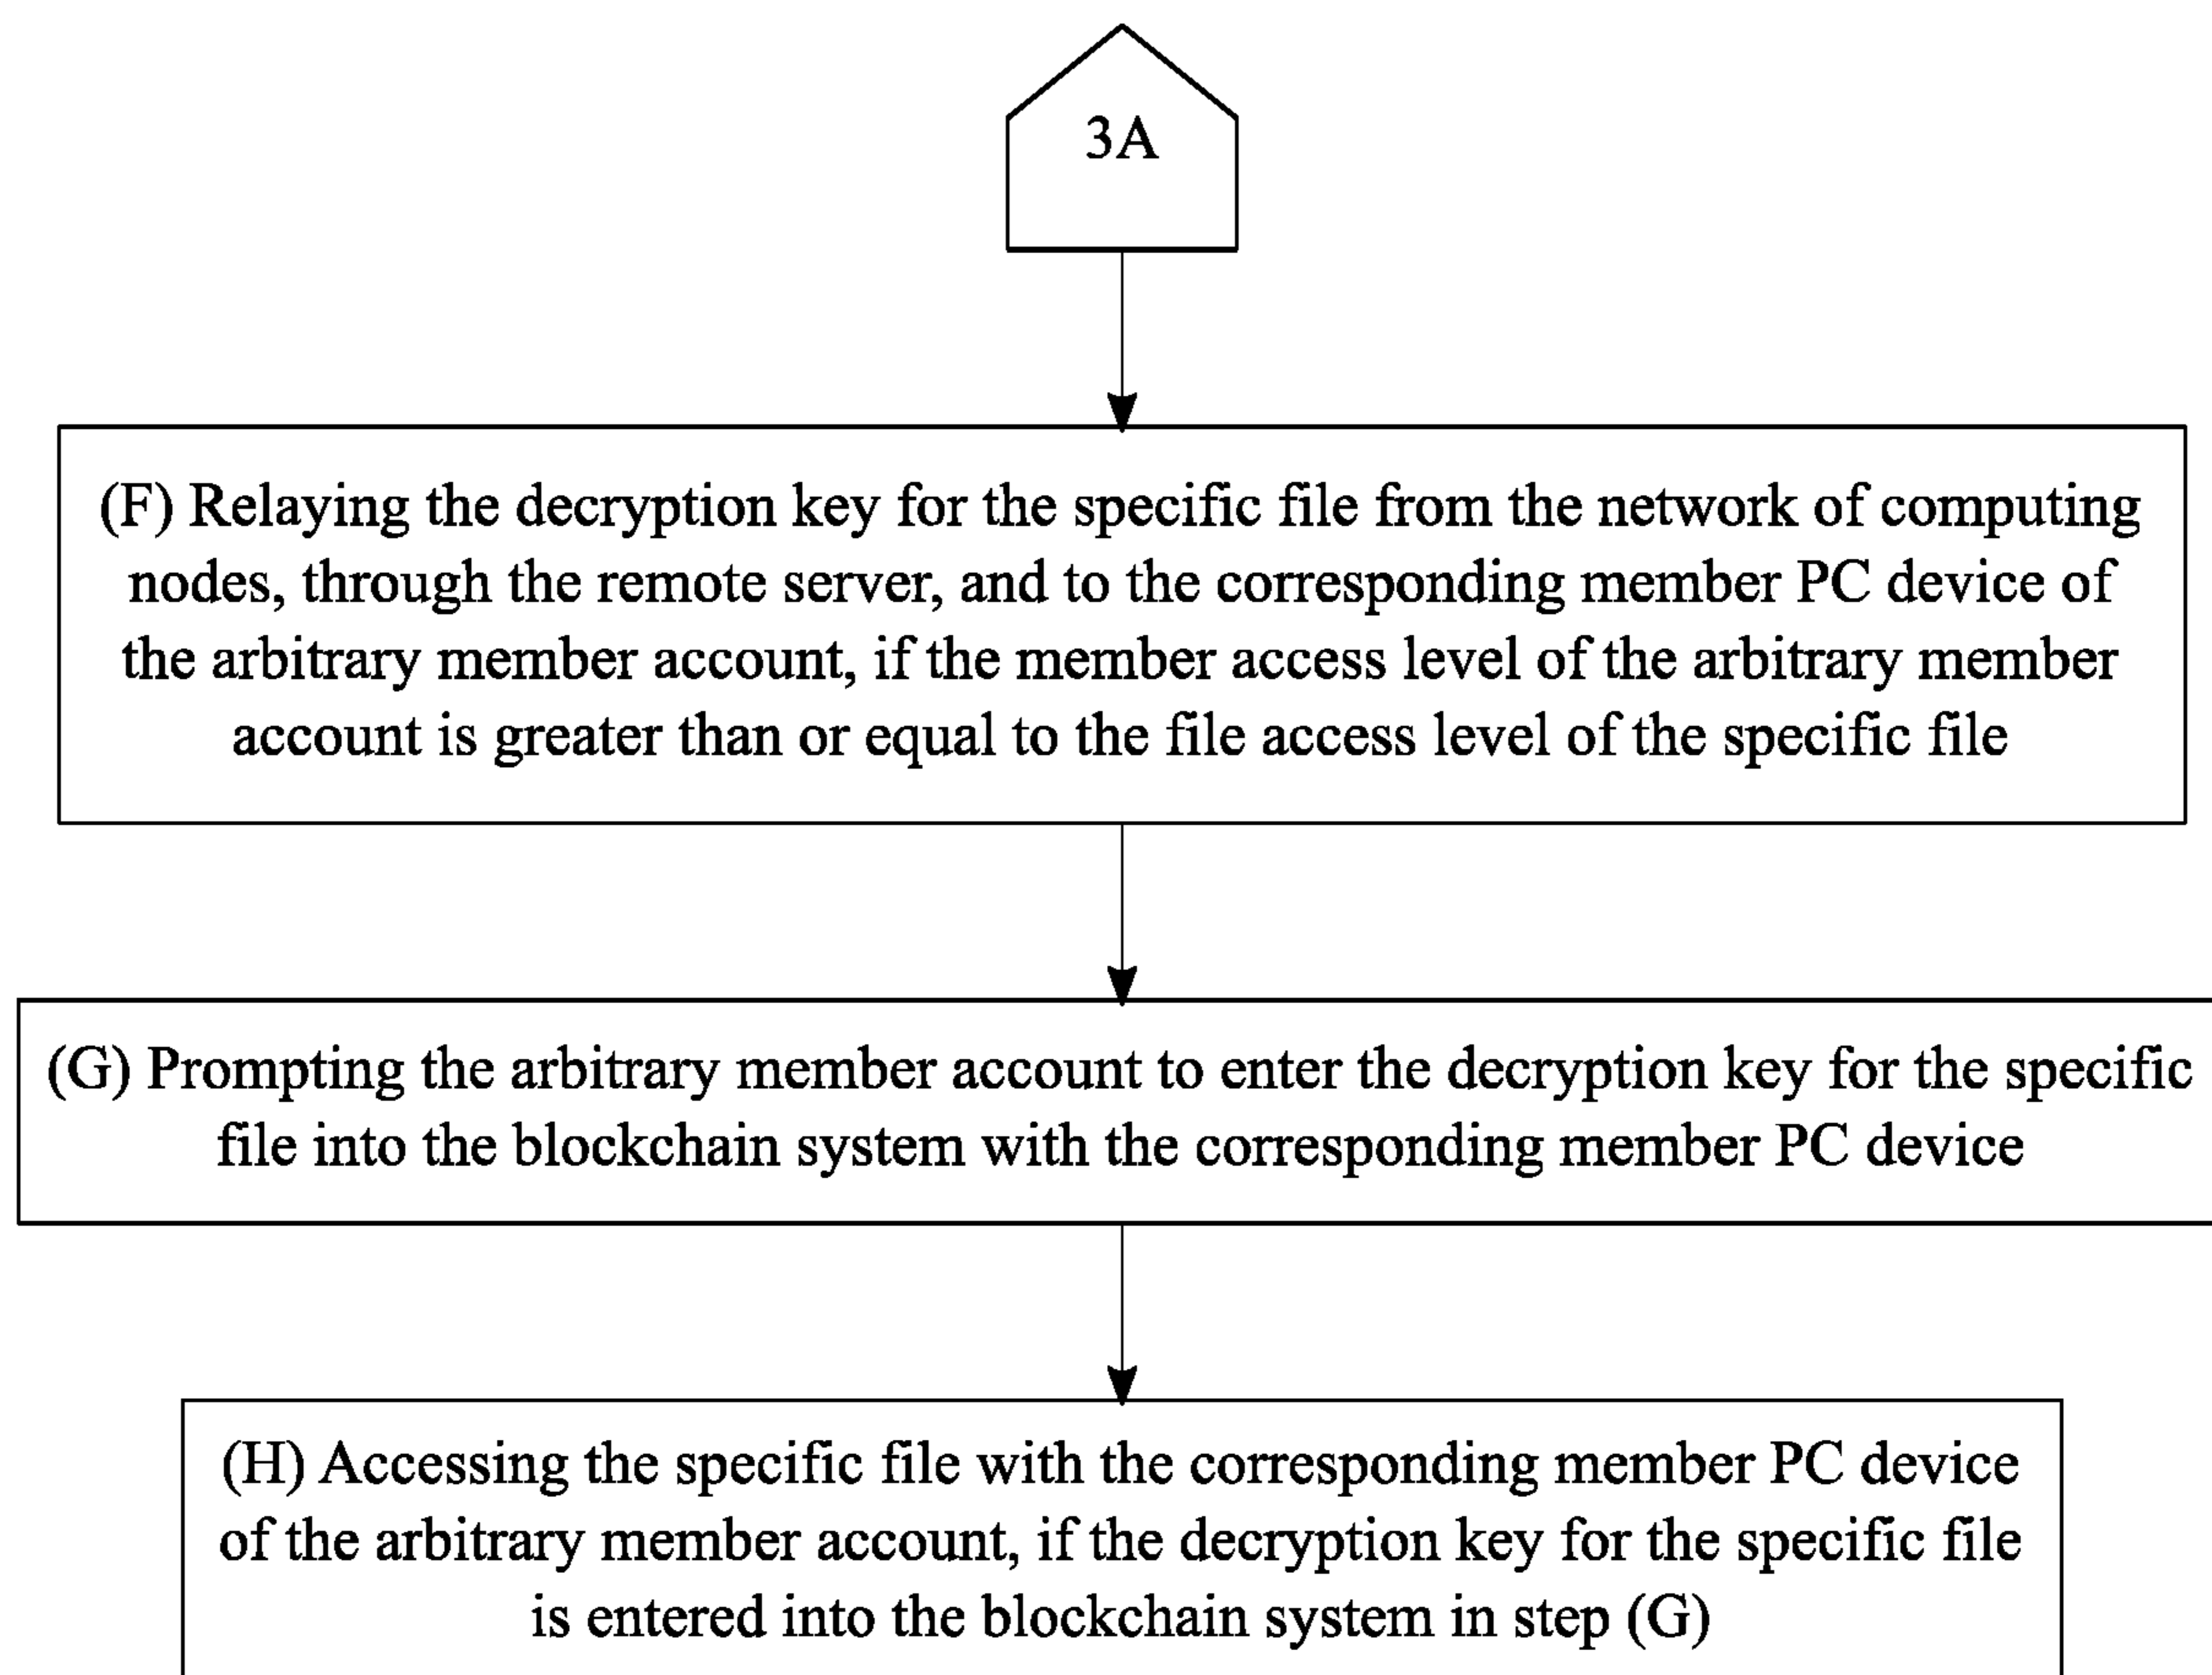 3A
(F) Relaying the decryption key for the specific file from the network of computing
nodes, through the remote server, and to the corresponding member PC device of
the arbitrary member account, if the member access level of the arbitrary member
account is greater than or equal to the file access level of the specific file
(G) Prompting the arbitrary member account to enter the decryption key for the specific
file into the blockchain system with the corresponding member PC device
(H) Accessing the specific file with the corresponding member PC device
of the arbitrary member account, if the decryption key for the specific file
is entered into the blockchain system in step (G)